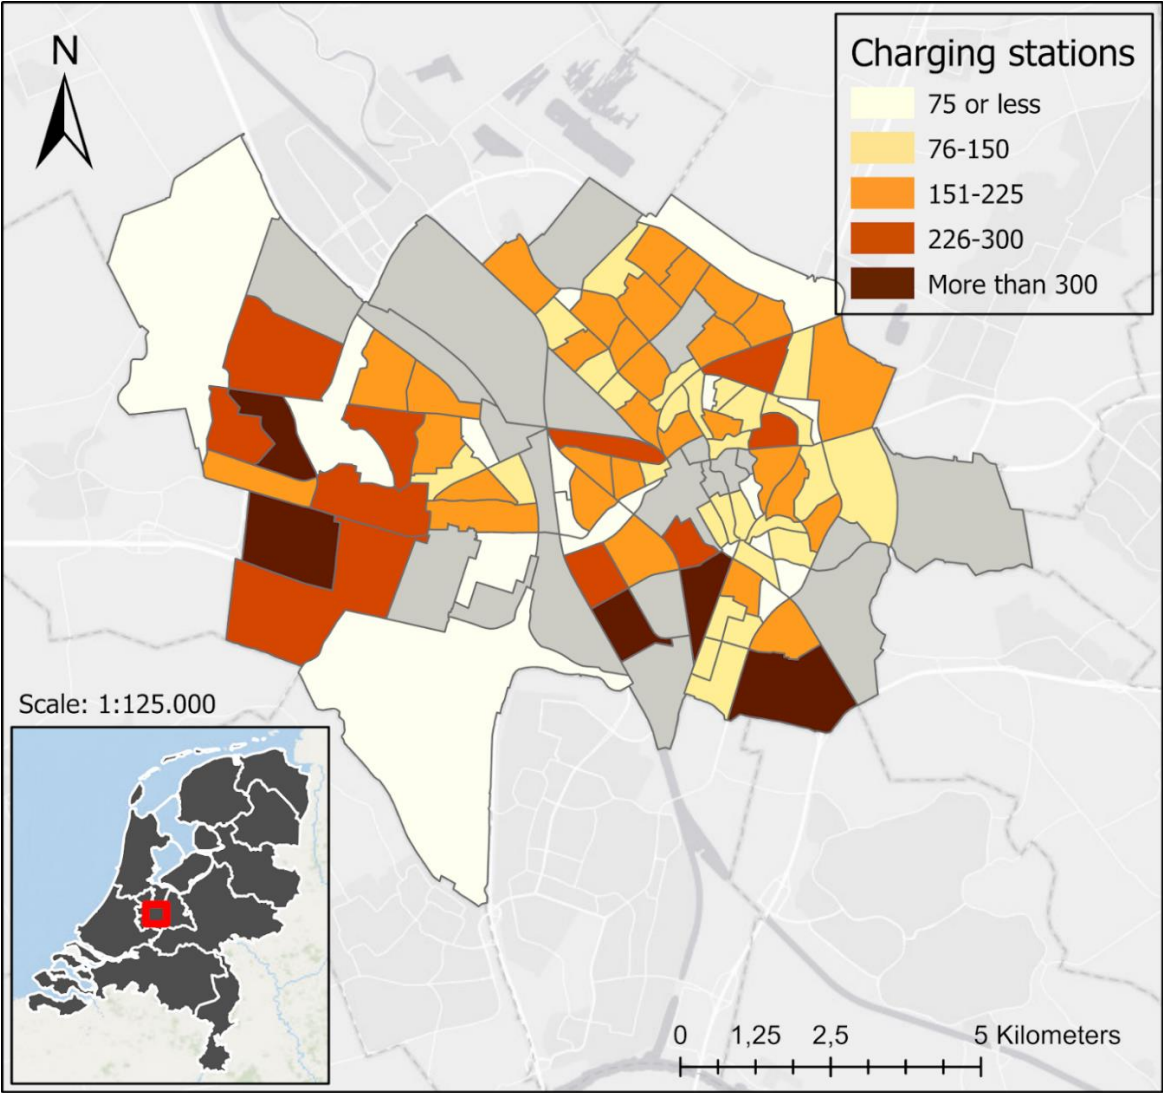 N
Charging stations
75 or less
76-150
151-225
226-300
More than 300
Scale: 1:125.000
0 1,25 2,5 5 Kilometers